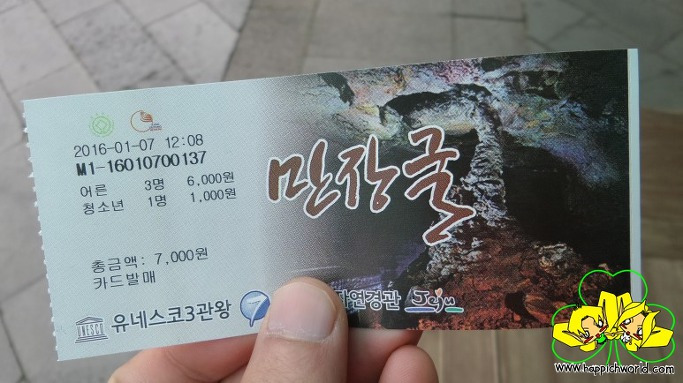 2016-01-07 12:08
M1-16010700137
어른 3명 6,000원
청소년 1명 1,000원
총금액: 7,000원
카드발매
만장굴
UNESCO
유네스코3관왕
7
자연경관 Jeju
www.happichworld.com